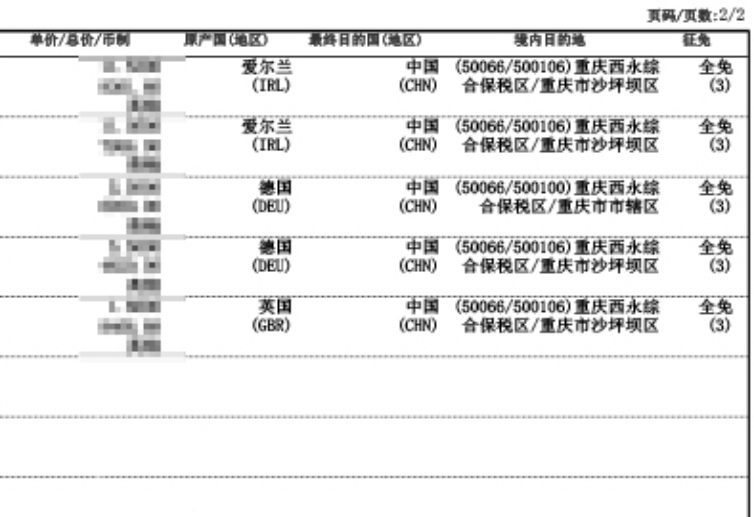 页码/页数:2/2
单价/总价/币制 原产国(地区) 最终目的国(地区) 境内目的地 征免
爱尔兰 中国 (50066/500106)重庆西永综 全免
(IRL) (CHN) 合保税区/重庆市沙坪坝区 (3)
爱尔兰 中国 (50066/500106)重庆西永综 全免
(IRL) (CHN) 合保税区/重庆市沙坪坝区 (3)
德国 中国 (50066/500100)重庆西永综 全免
(DEU) (CHN) 合保税区/重庆市市辖区 (3)
德国 中国 (50066/500106)重庆西永综 全免
(DEU) (CHN) 合保税区/重庆市沙坪坝区 (3)
英国 中国 (50066/500106)重庆西永综 全免
(GBR) (CHN) 合保税区/重庆市沙坪坝区 (3)